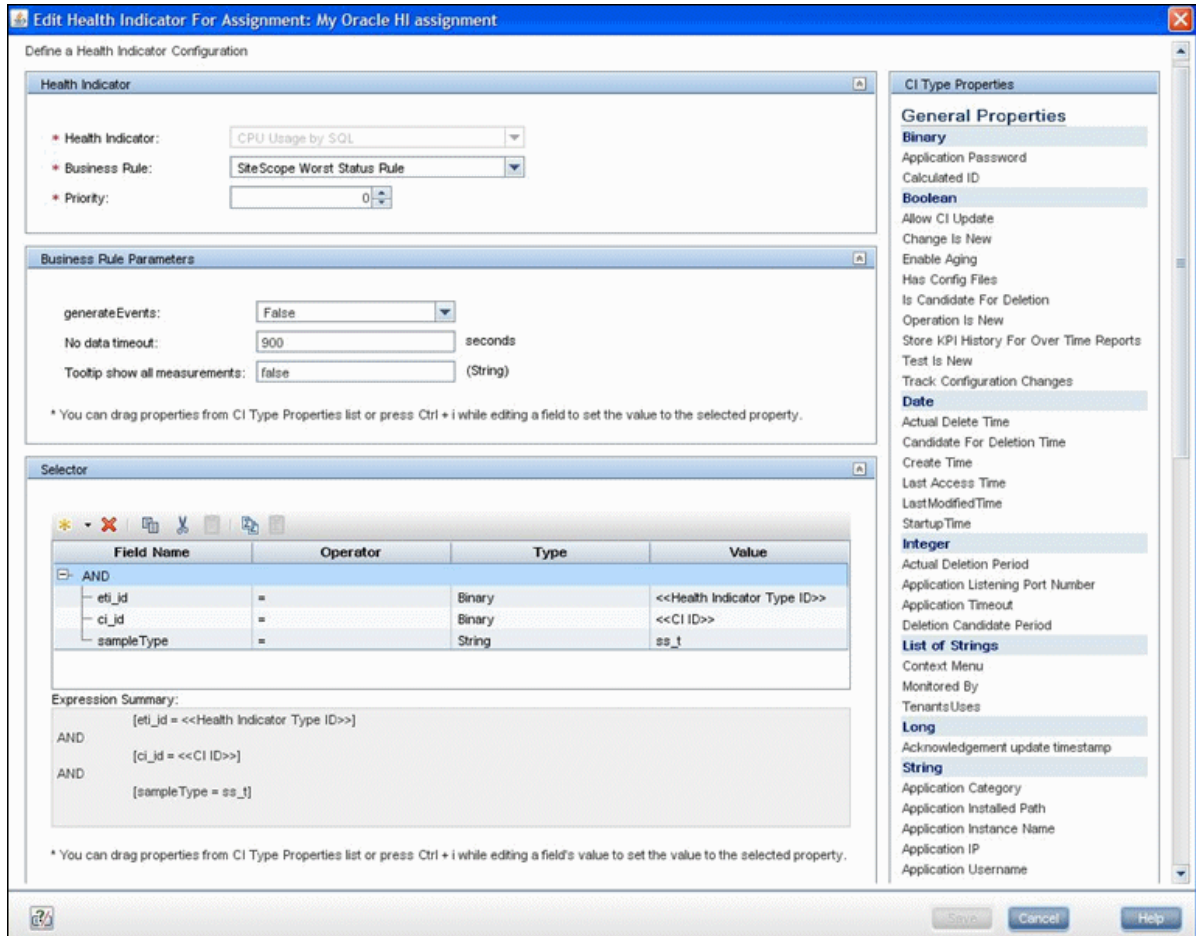 Edit Health Indicator For Assignment: My Oracle HI assignment
Define a Health Indicator Configuration
Health Indicator
* Health Indicator: CPU Usage by SQL
* Business Rule: SiteScope Worst Status Rule
* Priority: 0
Business Rule Parameters
generateEvents: False
No data timeout: 900 seconds
Tooltip show all measurements: false (String)
* You can drag properties from CI Type Properties list or press Ctrl + i while editing a field to set the value to the selected property.
Selector
Field Name Operator Type Value
AND
eti_id = Binary <<Health Indicator Type ID>>
ci_id = Binary <<CI ID>>
sampleType = String ss_t
Expression Summary:
[eti_id = <<Health Indicator Type ID>>]
AND
[ci_id = <<CI ID>>]
AND
[sampleType = ss_t]
* You can drag properties from CI Type Properties list or press Ctrl + i while editing a field's value to set the value to the selected property.
CI Type Properties
General Properties
Binary
Application Password
Calculated ID
Boolean
Allow CI Update
Change Is New
Enable Aging
Has Config Files
Is Candidate For Deletion
Operation Is New
Store KPI History For Over Time Reports
Test Is New
Track Configuration Changes
Date
Actual Delete Time
Candidate For Deletion Time
Create Time
Last Access Time
LastModifiedTime
StartupTime
Integer
Actual Deletion Period
Application Listening Port Number
Application Timeout
Deletion Candidate Period
List of Strings
Context Menu
Monitored By
TenantsUses
Long
Acknowledgement update timestamp
String
Application Category
Application Installed Path
Application Instance Name
Application IP
Application Username
Save Cancel Help